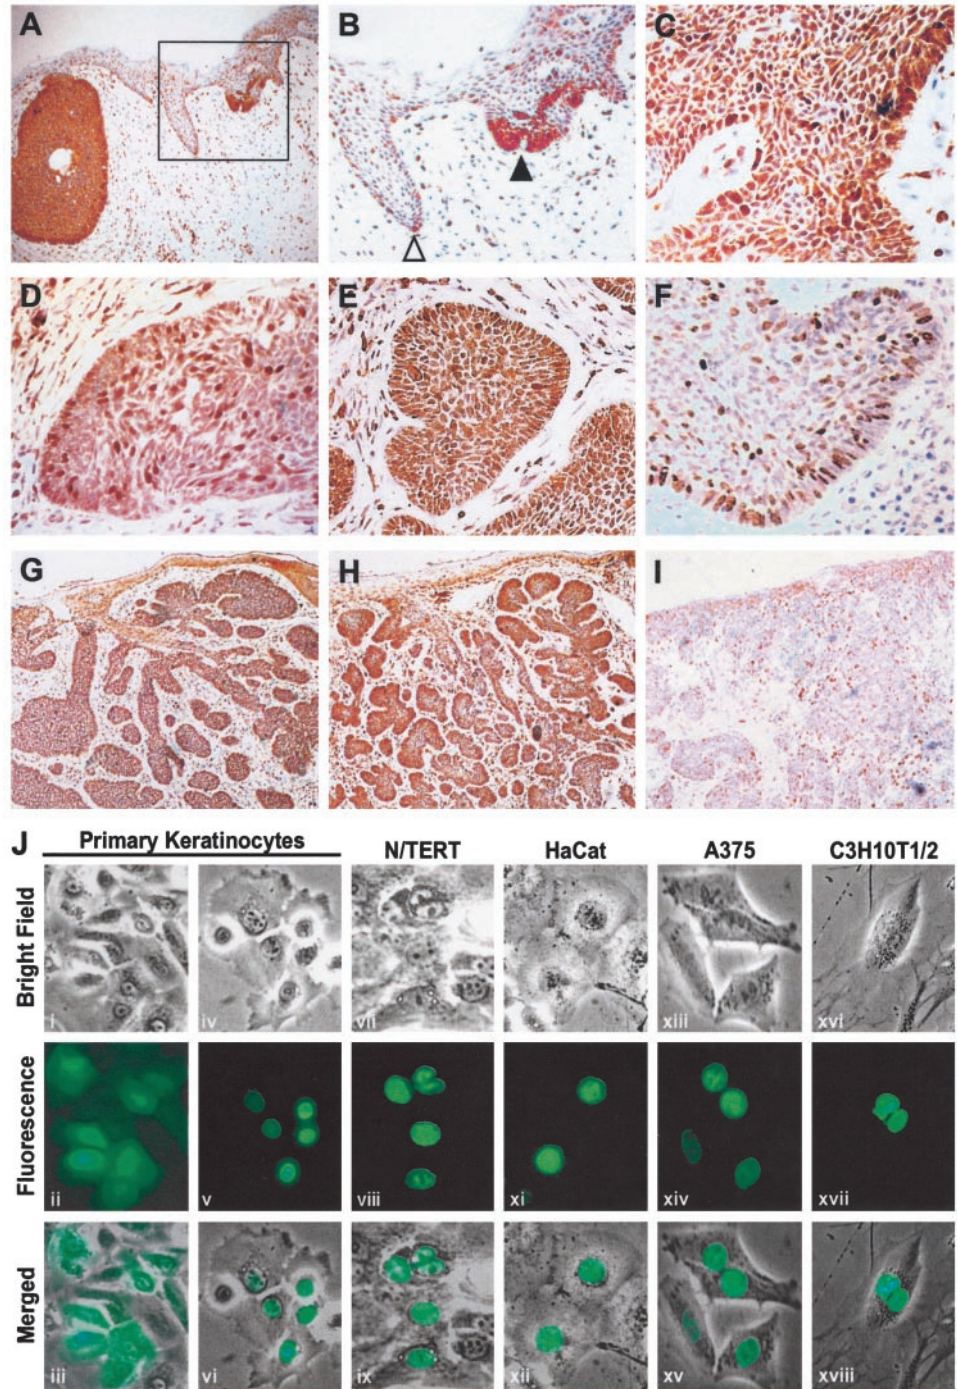 A
B
C
D
E
F
G
H
I
J
Primary Keratinocytes
N/TERT
HaCat
A375
C3H10T1/2
Bright Field
i
iv
vii
x
xiii
xvi
Fluorescence
ii
v
viii
xi
xiv
xvii
Merged
iii
vi
ix
xii
xv
xviii